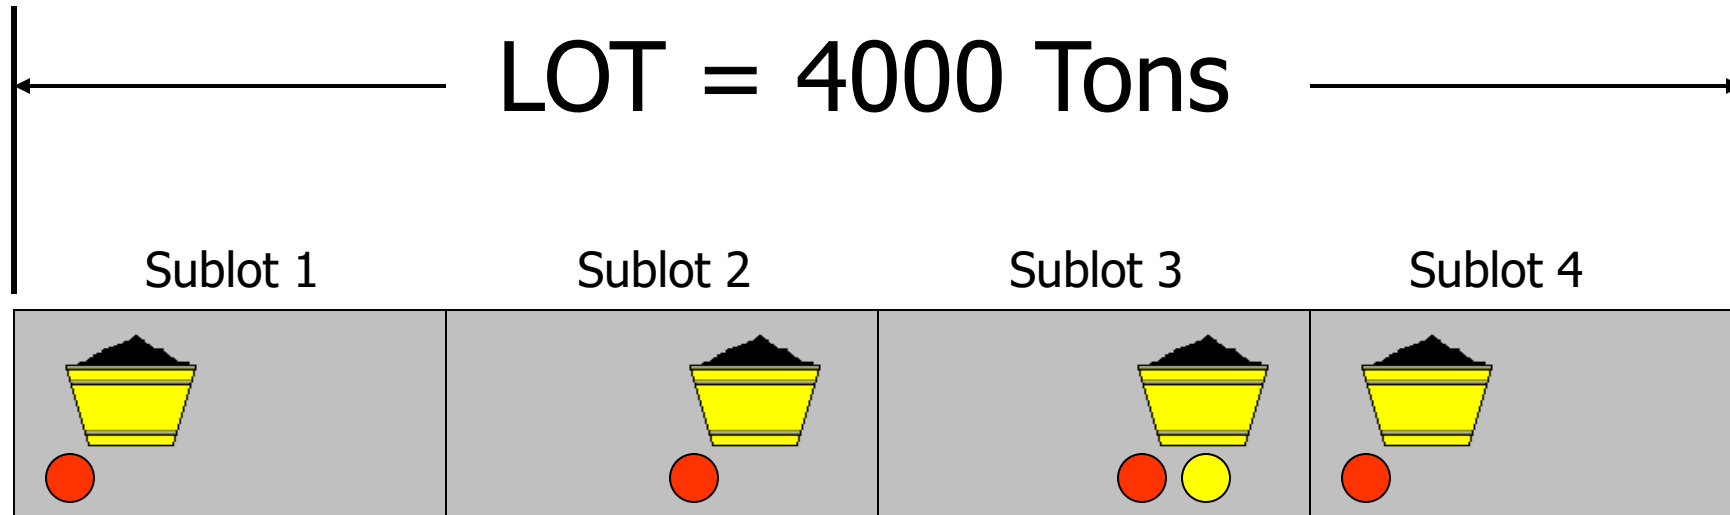 LOT = 4000 Tons
Sublot 1
Sublot 2
Sublot 3
Sublot 4